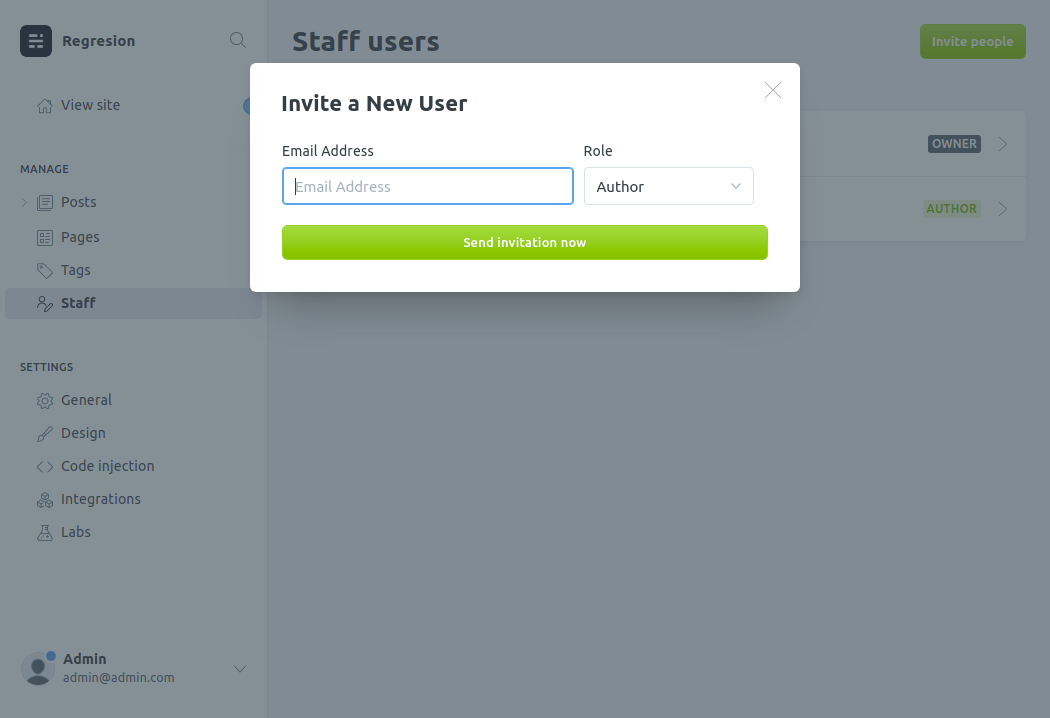 Regresion
View site
MANAGE
Posts
Pages
Tags
Staff
SETTINGS
General
Design
Code injection
Integrations
Labs
Admin
admin@admin.com
Staff users
Invite people
OWNER
AUTHOR
Invite a New User
Email Address
Role
Email Address
Author
Send invitation now